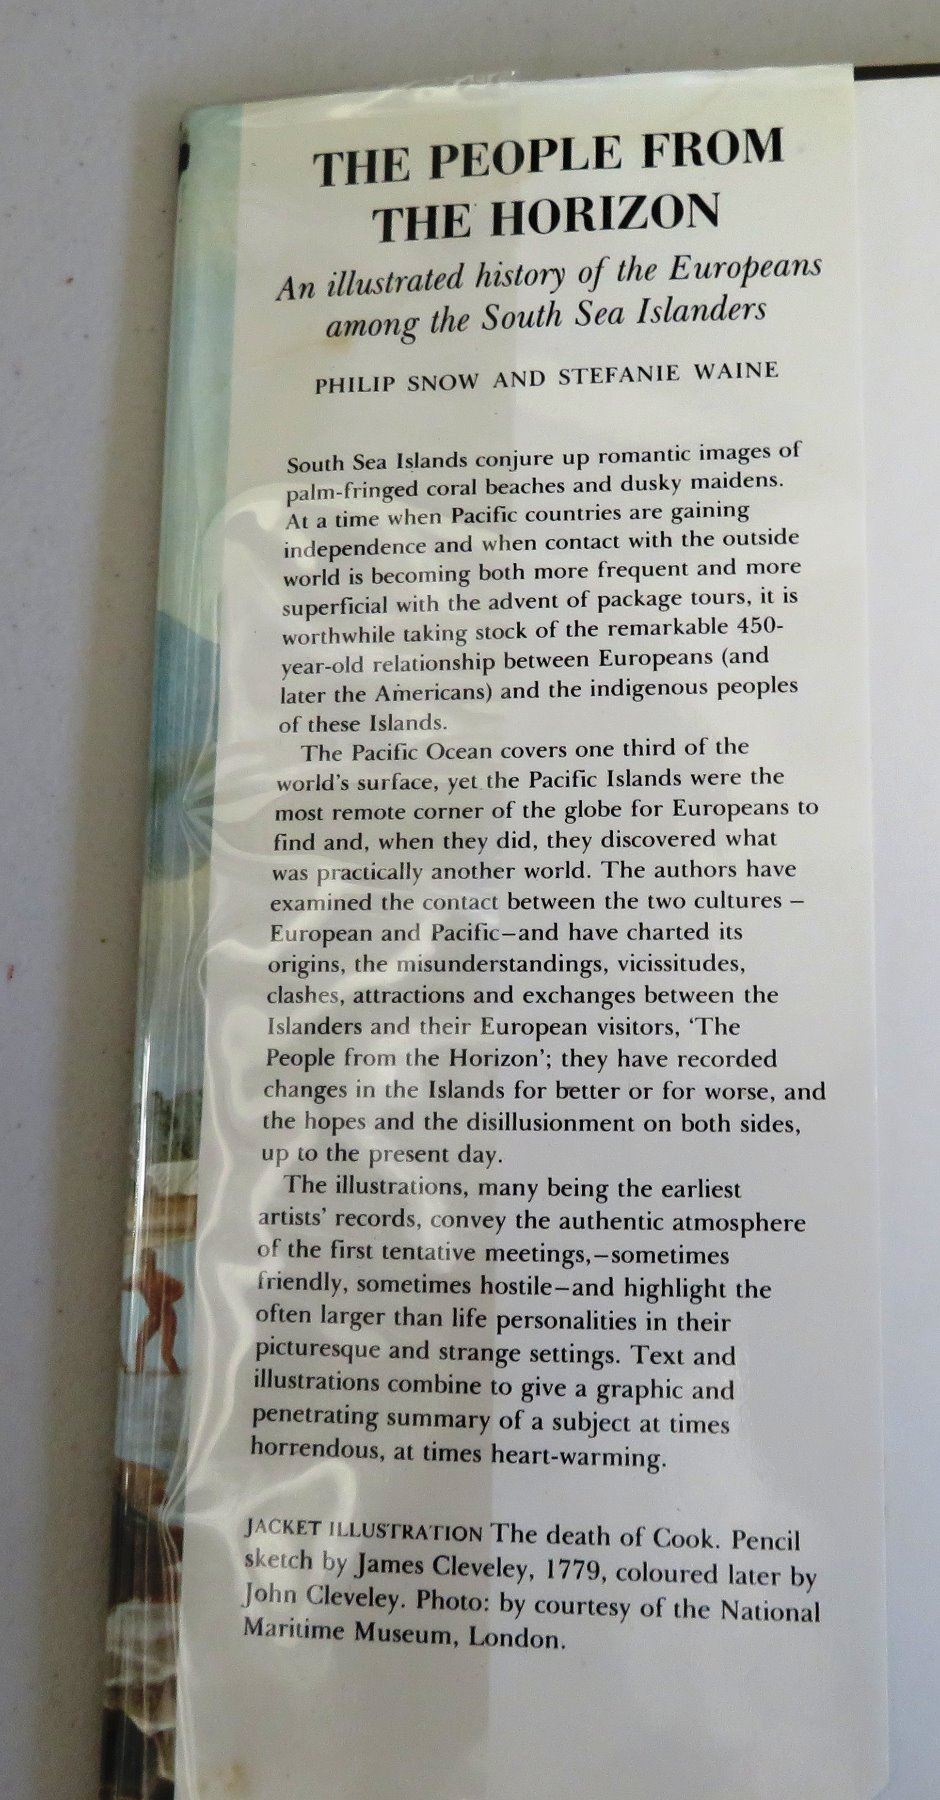 THE PEOPLE FROM
THE HORIZON
An illustrated history of the Europeans
among the South Sea Islanders
PHILIP SNOW AND STEFANIE WAINE
South Sea Islands conjure up romantic images of
palm-fringed coral beaches and dusky maidens.
At a time when Pacific countries are gaining
independence and when contact with the outside
world is becoming both more frequent and more
superficial with the advent of package tours, it is
worthwhile taking stock of the remarkable 450-
year-old relationship between Europeans (and
later the Americans) and the indigenous peoples
of these Islands.
The Pacific Ocean covers one third of the
world's surface, yet the Pacific Islands were the
most remote corner of the globe for Europeans to
find and, when they did, they discovered what
was practically another world. The authors have
examined the contact between the two cultures –
European and Pacific–and have charted its
origins, the misunderstandings, vicissitudes,
clashes, attractions and exchanges between the
Islanders and their European visitors, ‘The
People from the Horizon’; they have recorded
changes in the Islands for better or for worse, and
the hopes and the disillusionment on both sides,
up to the present day.
The illustrations, many being the earliest
artists’ records, convey the authentic atmosphere
of the first tentative meetings,–sometimes
friendly, sometimes hostile–and highlight the
often larger than life personalities in their
picturesque and strange settings. Text and
illustrations combine to give a graphic and
penetrating summary of a subject at times
horrendous, at times heart-warming.
JACKET ILLUSTRATION The death of Cook. Pencil
sketch by James Cleveley, 1779, coloured later by
John Cleveley. Photo: by courtesy of the National
Maritime Museum, London.